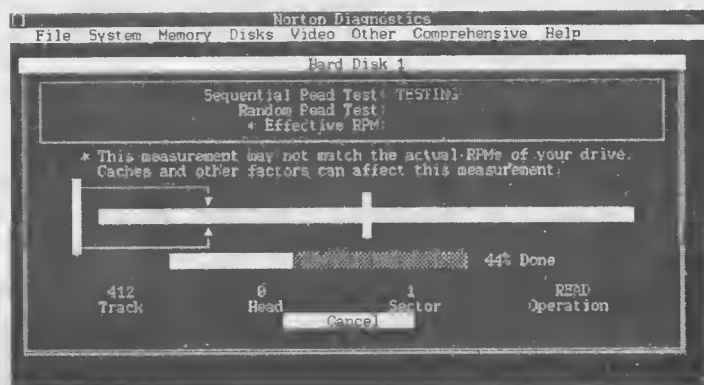 Norton Diagnostics
File System Memory Disks Video Other Comprehensive Help
Hard Disk 1
Sequential Read Test: TESTING
Random Read Test:
* Effective RPM:
* This measurement may not match the actual RPMs of your drive.
Caches and other factors can affect this measurement.
44% Done
412 0 1 READ
Track Head Sector Operation
Cancel